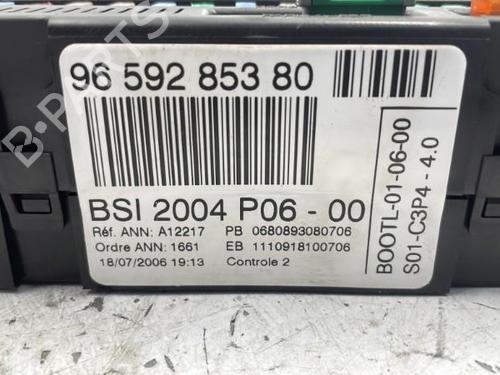 96 592 853 80
BSI 2004 P06 - 00
Réf. ANN: A12217 PB 0680893080706
Ordre ANN: 1661 EB 1110918100706
18/07/2006 19:13 Controle 2
BOOTL-01-06-00
S01-C3P4 - 4.0
B-PARTS